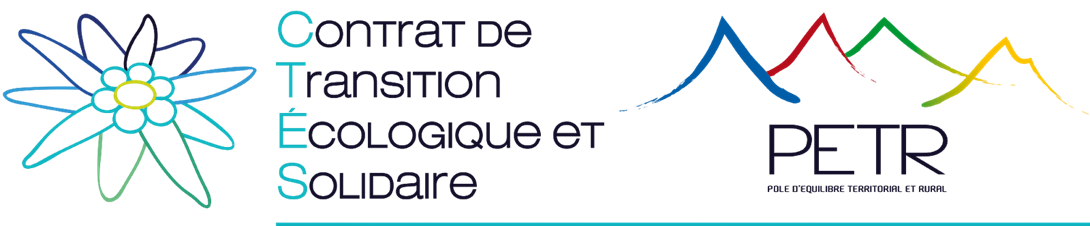 Contrat de
Transition
Écologique et
Solidaire
PETR
POLE D'EQUILIBRE TERRITORIAL ET RURAL